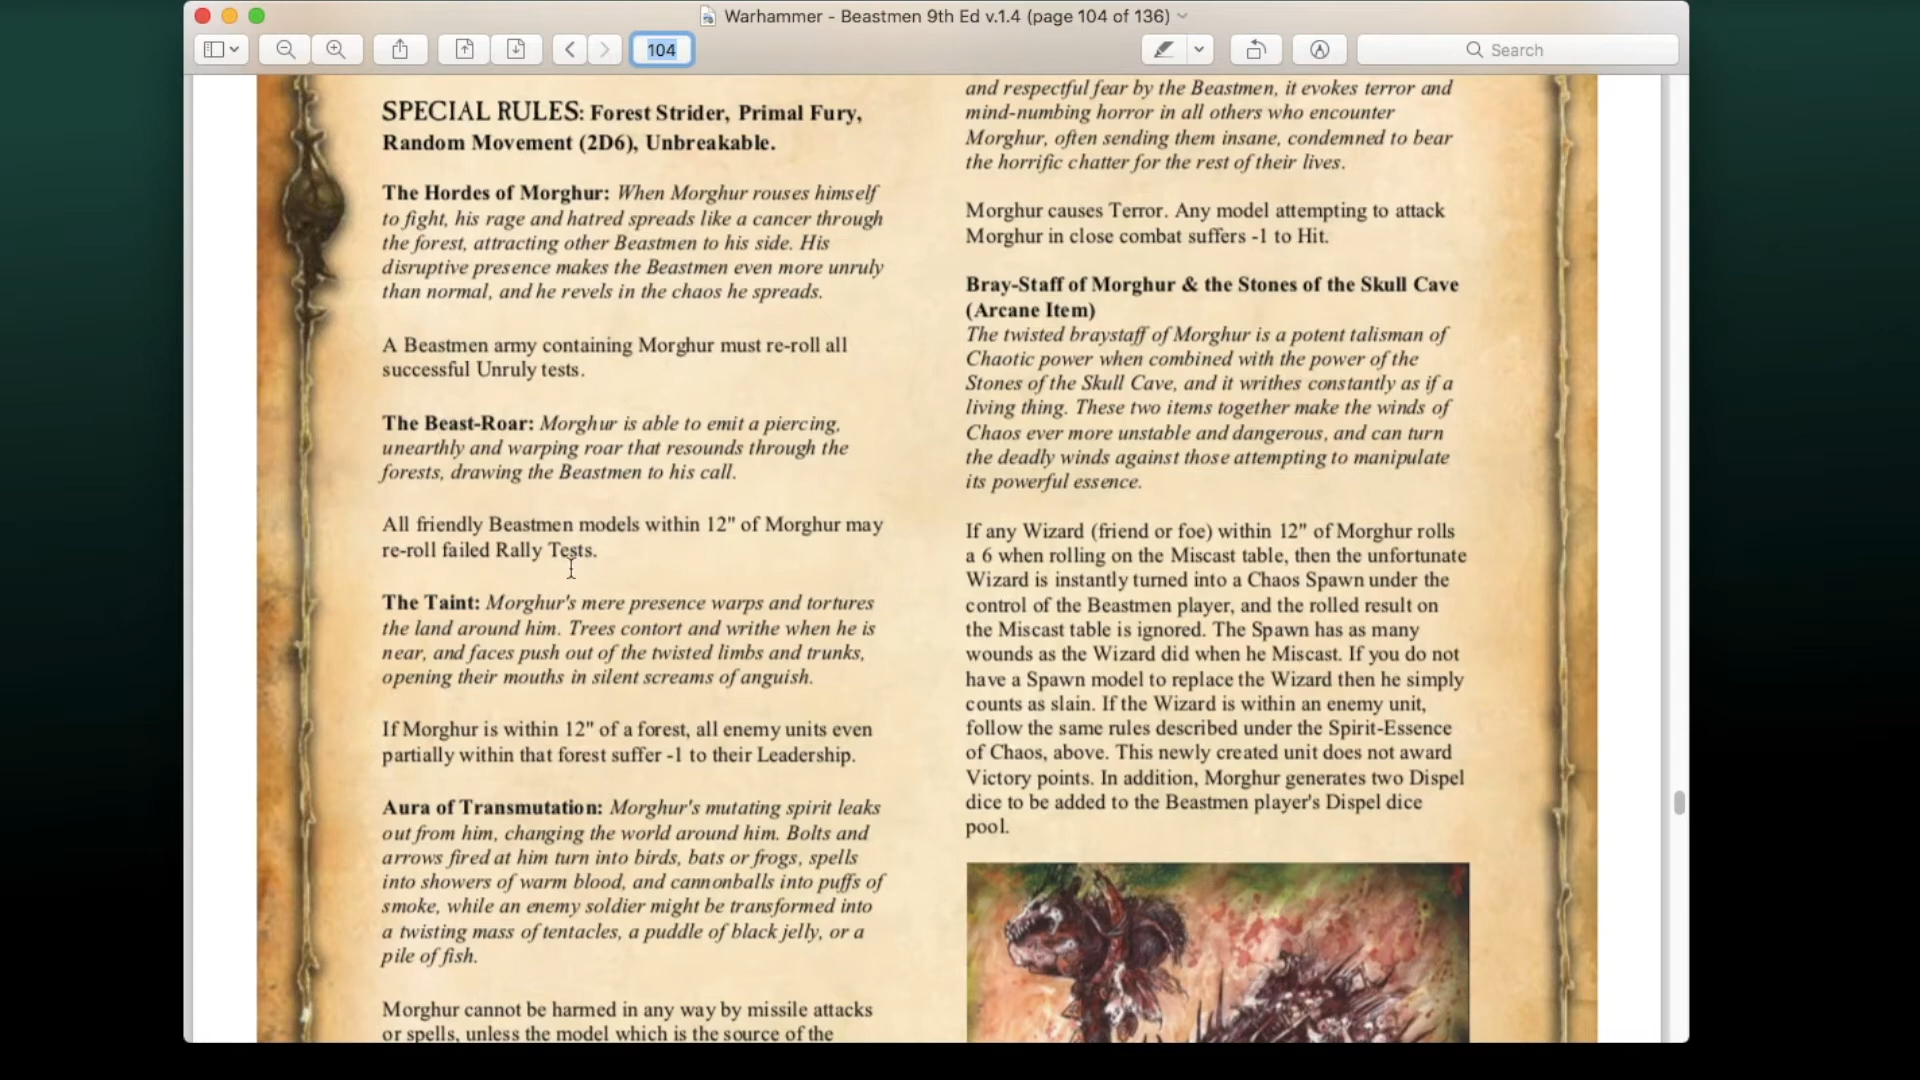 Warhammer - Beastmen 9th Ed v.1.4 (page 104 of 136)
104
Search
SPECIAL RULES: Forest Strider, Primal Fury,
Random Movement (2D6), Unbreakable.
The Hordes of Morghur: When Morghur rouses himself
to fight, his rage and hatred spreads like a cancer through
the forest, attracting other Beastmen to his side. His
disruptive presence makes the Beastmen even more unruly
than normal, and he revels in the chaos he spreads.
A Beastmen army containing Morghur must re-roll all
successful Unruly tests.
The Beast-Roar: Morghur is able to emit a piercing,
unearthly and warping roar that resounds through the
forests, drawing the Beastmen to his call.
All friendly Beastmen models within 12" of Morghur may
re-roll failed Rally Tests.
The Taint: Morghur's mere presence warps and tortures
the land around him. Trees contort and writhe when he is
near, and faces push out of the twisted limbs and trunks,
opening their mouths in silent screams of anguish.
If Morghur is within 12" of a forest, all enemy units even
partially within that forest suffer -1 to their Leadership.
Aura of Transmutation: Morghur's mutating spirit leaks
out from him, changing the world around him. Bolts and
arrows fired at him turn into birds, bats or frogs, spells
into showers of warm blood, and cannonballs into puffs of
smoke, while an enemy soldier might be transformed into
a twisting mass of tentacles, a puddle of black jelly, or a
pile of fish.
Morghur cannot be harmed in any way by missile attacks
or spells, unless the model which is the source of the
and respectful fear by the Beastmen, it evokes terror and
mind-numbing horror in all others who encounter
Morghur, often sending them insane, condemned to bear
the horrific chatter for the rest of their lives.
Morghur causes Terror. Any model attempting to attack
Morghur in close combat suffers -1 to Hit.
Bray-Staff of Morghur & the Stones of the Skull Cave
(Arcane Item)
The twisted braystaff of Morghur is a potent talisman of
Chaotic power when combined with the power of the
Stones of the Skull Cave, and it writhes constantly as if a
living thing. These two items together make the winds of
Chaos ever more unstable and dangerous, and can turn
the deadly winds against those attempting to manipulate
its powerful essence.
If any Wizard (friend or foe) within 12" of Morghur rolls
a 6 when rolling on the Miscast table, then the unfortunate
Wizard is instantly turned into a Chaos Spawn under the
control of the Beastmen player, and the rolled result on
the Miscast table is ignored. The Spawn has as many
wounds as the Wizard did when he Miscast. If you do not
have a Spawn model to replace the Wizard then he simply
counts as slain. If the Wizard is within an enemy unit,
follow the same rules described under the Spirit-Essence
of Chaos, above. This newly created unit does not award
Victory points. In addition, Morghur generates two Dispel
dice to be added to the Beastmen player's Dispel dice
pool.